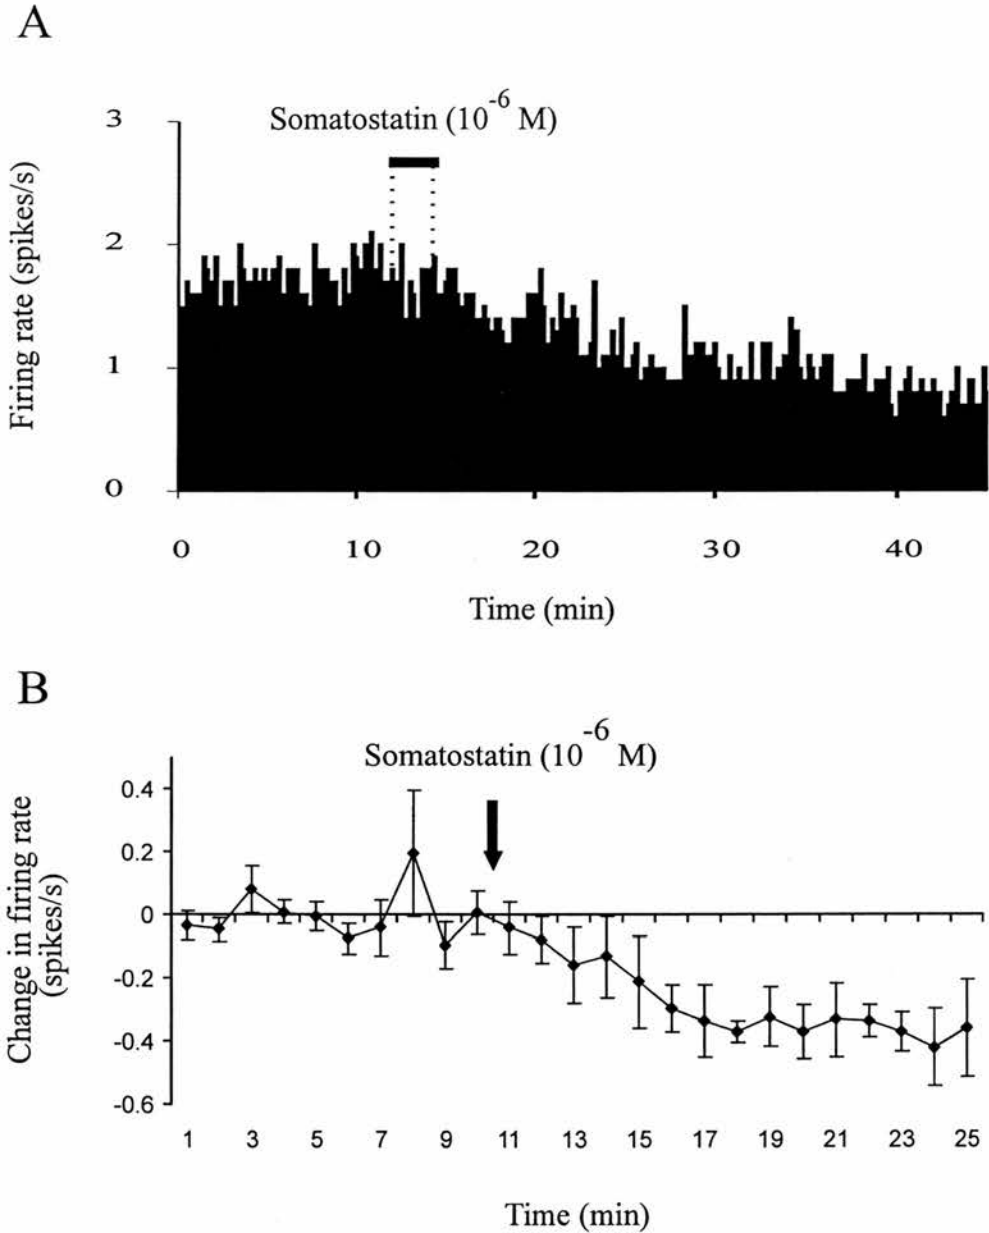 A
Somatostatin (10⁻⁶ M)
Firing rate (spikes/s)
3
2
1
0
0 10 20 30 40
Time (min)
B
Somatostatin (10⁻⁶ M)
Change in firing rate
(spikes/s)
0.4
0.2
0
-0.2
-0.4
-0.6
1 3 5 7 9 11 13 15 17 19 21 23 25
Time (min)